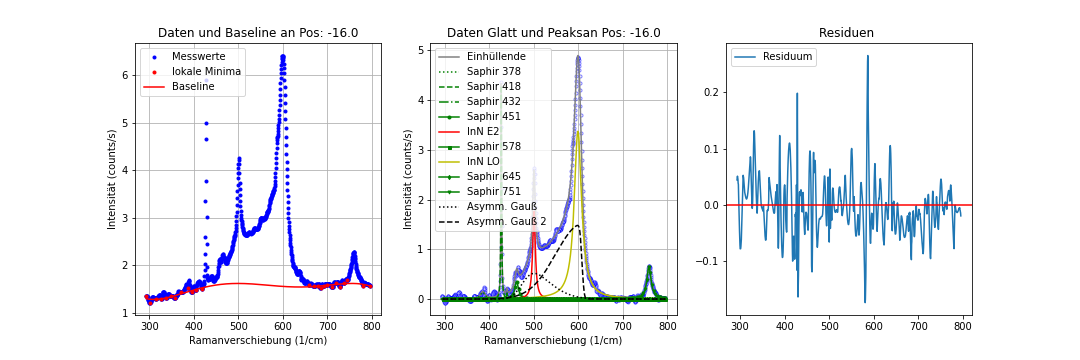 Daten und Baseline an Pos: -16.0
Messwerte
lokale Minima
Baseline
Intensität (counts/s)
6
5
4
3
2
1
300 400 500 600 700 800
Ramanverschiebung (1/cm)
Daten Glatt und Peaksan Pos: -16.0
Einhüllende
Saphir 378
Saphir 418
Saphir 432
Saphir 451
InN E2
Saphir 578
InN LO
Saphir 645
Saphir 751
Asymm. Gauß
Asymm. Gauß 2
Intensität (counts/s)
5
4
3
2
1
0
300 400 500 600 700 800
Ramanverschiebung (1/cm)
Residuen
Residuum
0.2
0.1
0.0
−0.1
300 400 500 600 700 800